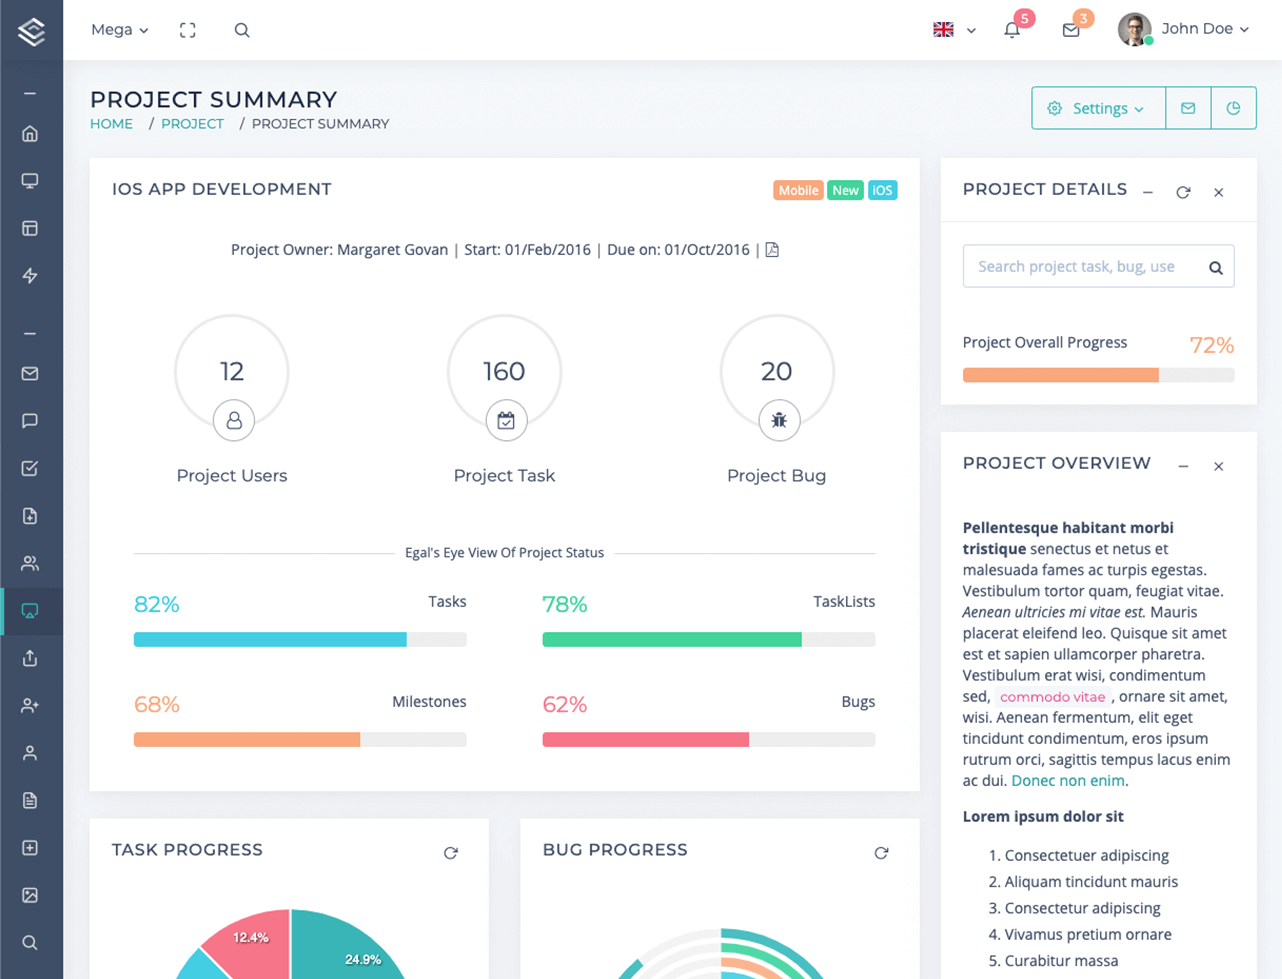 Mega
5
3
John Doe
PROJECT SUMMARY
HOME / PROJECT / PROJECT SUMMARY
Settings
IOS APP DEVELOPMENT
Mobile New iOS
Project Owner: Margaret Govan | Start: 01/Feb/2016 | Due on: 01/Oct/2016 |
12
Project Users
160
Project Task
20
Project Bug
Egal's Eye View Of Project Status
82% Tasks
78% TaskLists
68% Milestones
62% Bugs
TASK PROGRESS
12.4%
24.9%
BUG PROGRESS
PROJECT DETAILS
Search project task, bug, use
Project Overall Progress 72%
PROJECT OVERVIEW
Pellentesque habitant morbi
tristique senectus et netus et
malesuada fames ac turpis egestas.
Vestibulum tortor quam, feugiat vitae.
Aenean ultricies mi vitae est. Mauris
placerat eleifend leo. Quisque sit amet
est et sapien ullamcorper pharetra.
Vestibulum erat wisi, condimentum
sed, commodo vitae , ornare sit amet,
wisi. Aenean fermentum, elit eget
tincidunt condimentum, eros ipsum
rutrum orci, sagittis tempus lacus enim
ac dui. Donec non enim.
Lorem ipsum dolor sit
1. Consectetuer adipiscing
2. Aliquam tincidunt mauris
3. Consectetur adipiscing
4. Vivamus pretium ornare
5. Curabitur massa